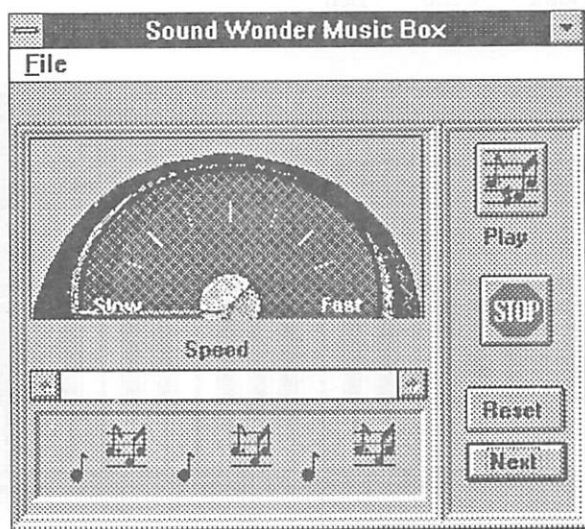 Sound Wonder Music Box
File
Slow
Fast
Speed
Play
STOP
Reset
Next